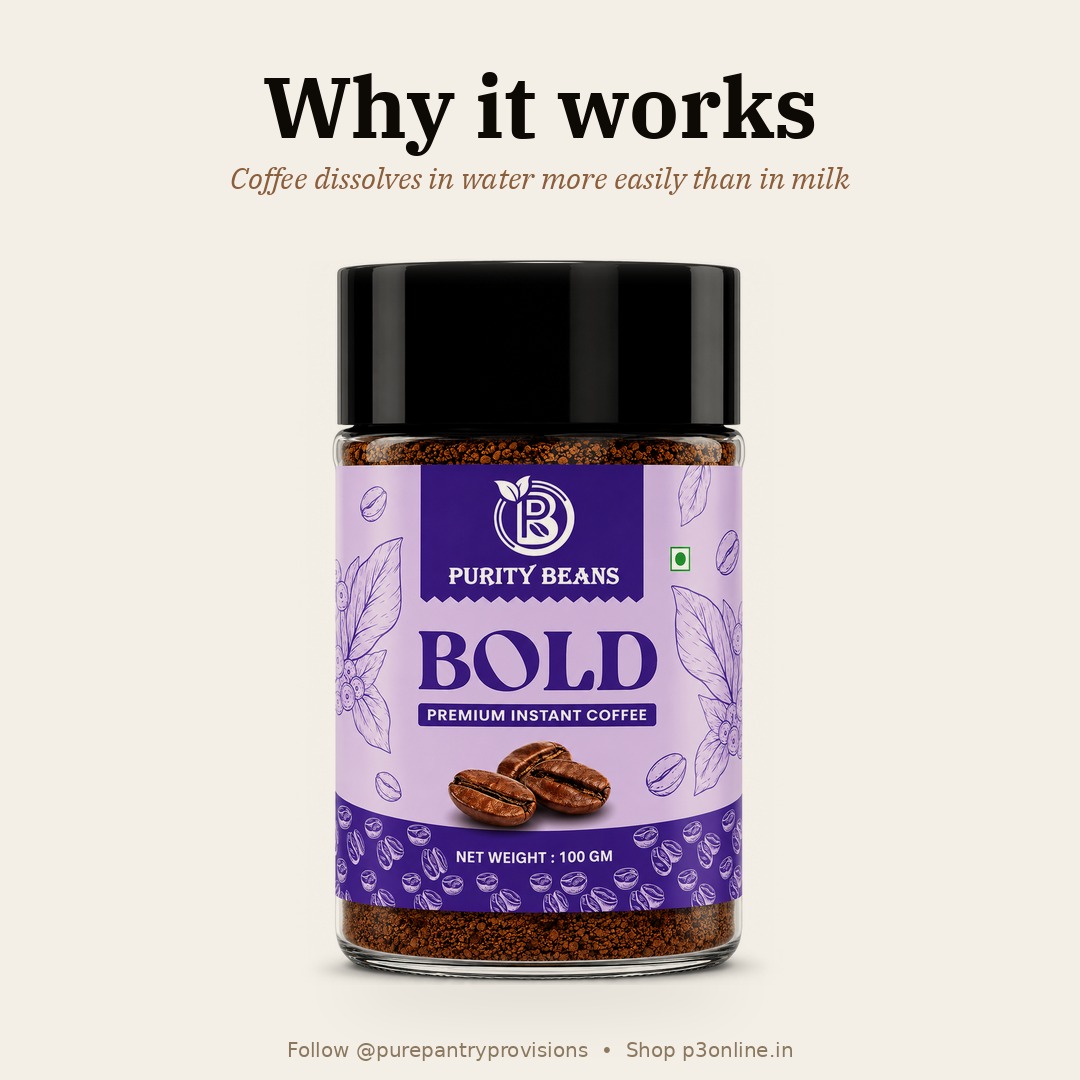 Why it works
Coffee dissolves in water more easily than in milk
PURITY BEANS
BOLD
PREMIUM INSTANT COFFEE
NET WEIGHT : 100 GM
Follow @purepantryprovisions • Shop p3online.in